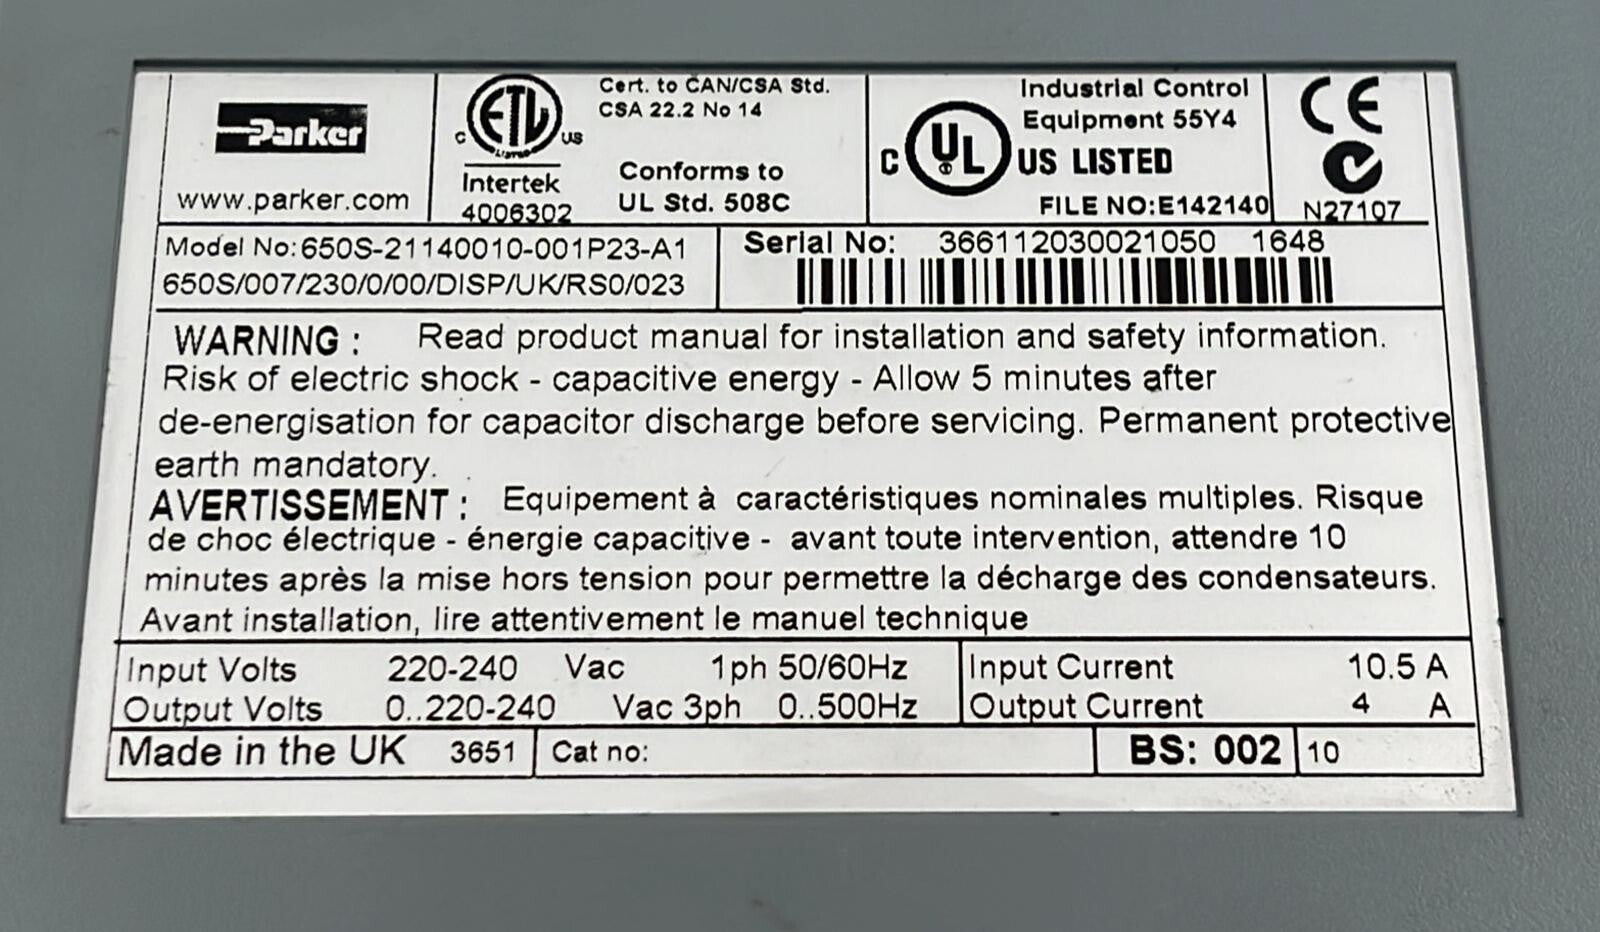 Parker
www.parker.com
C ETL US
LISTED
Intertek
4006302
Cert. to CAN/CSA Std.
CSA 22.2 No 14
Conforms to
UL Std. 508C
Industrial Control
Equipment 55Y4
C UL ® US LISTED
FILE NO:E142140
CE
N27107
Model No:650S-21140010-001P23-A1
650S/007/230/0/00/DISP/UK/RS0/023
Serial No: 366112030021050 1648
WARNING : Read product manual for installation and safety information.
Risk of electric shock - capacitive energy - Allow 5 minutes after
de-energisation for capacitor discharge before servicing. Permanent protective
earth mandatory.
AVERTISSEMENT : Equipement à caractéristiques nominales multiples. Risque
de choc électrique - énergie capacitive - avant toute intervention, attendre 10
minutes après la mise hors tension pour permettre la décharge des condensateurs.
Avant installation, lire attentivement le manuel technique
Input Volts 220-240 Vac 1ph 50/60Hz Input Current 10.5 A
Output Volts 0..220-240 Vac 3ph 0..500Hz Output Current 4 A
Made in the UK 3651 Cat no: BS: 002 10